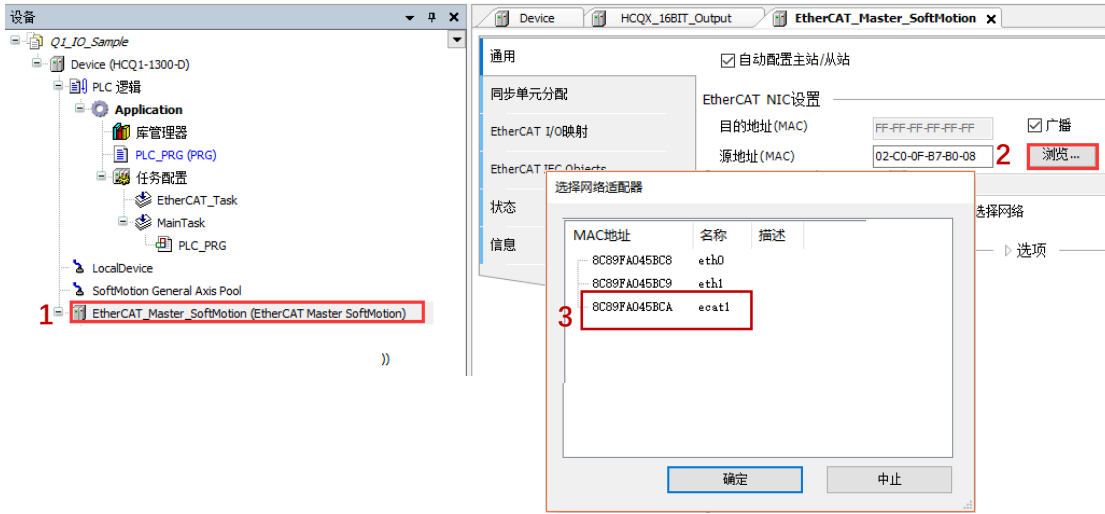 设备
Q1_IO_Sample
Device (HCQ1-1300-D)
PLC 逻辑
Application
库管理器
PLC_PRG (PRG)
任务配置
EtherCAT_Task
MainTask
PLC_PRG
LocalDevice
SoftMotion General Axis Pool
1
EtherCAT_Master_SoftMotion (EtherCAT Master SoftMotion)
))
Device
HCQX_16BIT_Output
EtherCAT_Master_SoftMotion
通用
同步单元分配
EtherCAT I/O映射
EtherCAT IEC Objects
状态
信息
自动配置主站/从站
EtherCAT NIC设置
目的地址(MAC)
FF-FF-FF-FF-FF-FF
广播
源地址(MAC)
02-C0-0F-B7-B0-08
2
浏览...
选择网络
选项
选择网络适配器
MAC地址 名称 描述
8C89FA045BC8 eth0
8C89FA045BC9 eth1
3
8C89FA045BCA ecat1
确定
中止